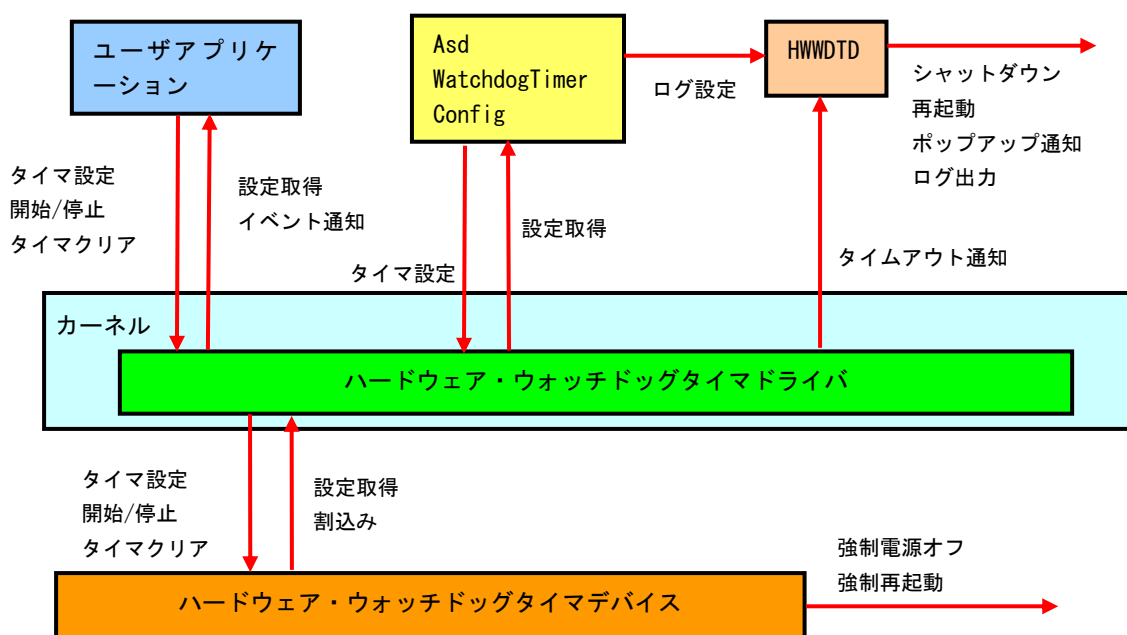 ユーザアプリケ
ーション
Asd
WatchdogTimer
Config
HWWDTD
ログ設定
シャットダウン
再起動
ポップアップ通知
ログ出力
タイマ設定
開始/停止
タイマクリア
設定取得
イベント通知
設定取得
タイマ設定
タイムアウト通知
カーネル
ハードウェア・ウォッチドッグタイマドライバ
タイマ設定
開始/停止
タイマクリア
設定取得
割込み
強制電源オフ
強制再起動
ハードウェア・ウォッチドッグタイマデバイス